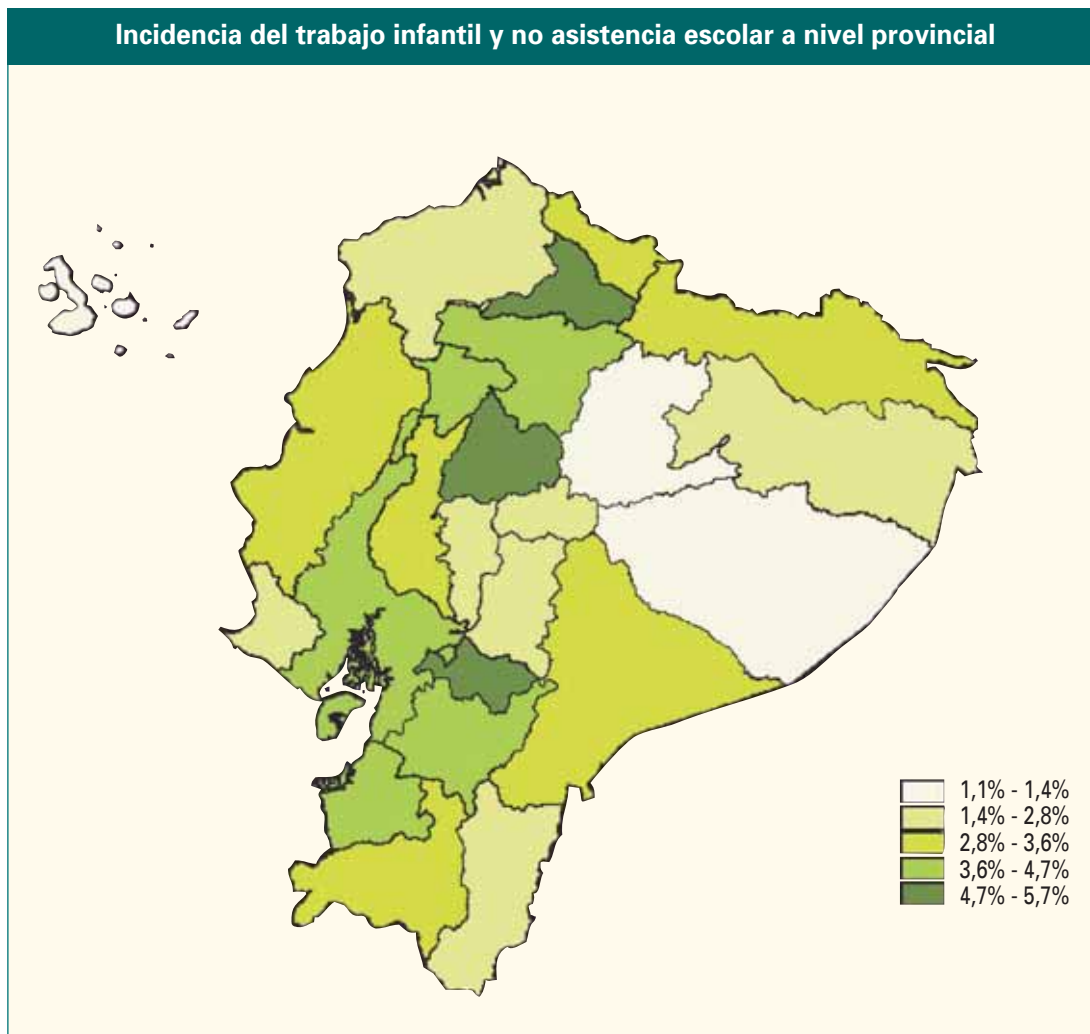 Incidencia del trabajo infantil y no asistencia escolar a nivel provincial
1,1% - 1,4%
1,4% - 2,8%
2,8% - 3,6%
3,6% - 4,7%
4,7% - 5,7%